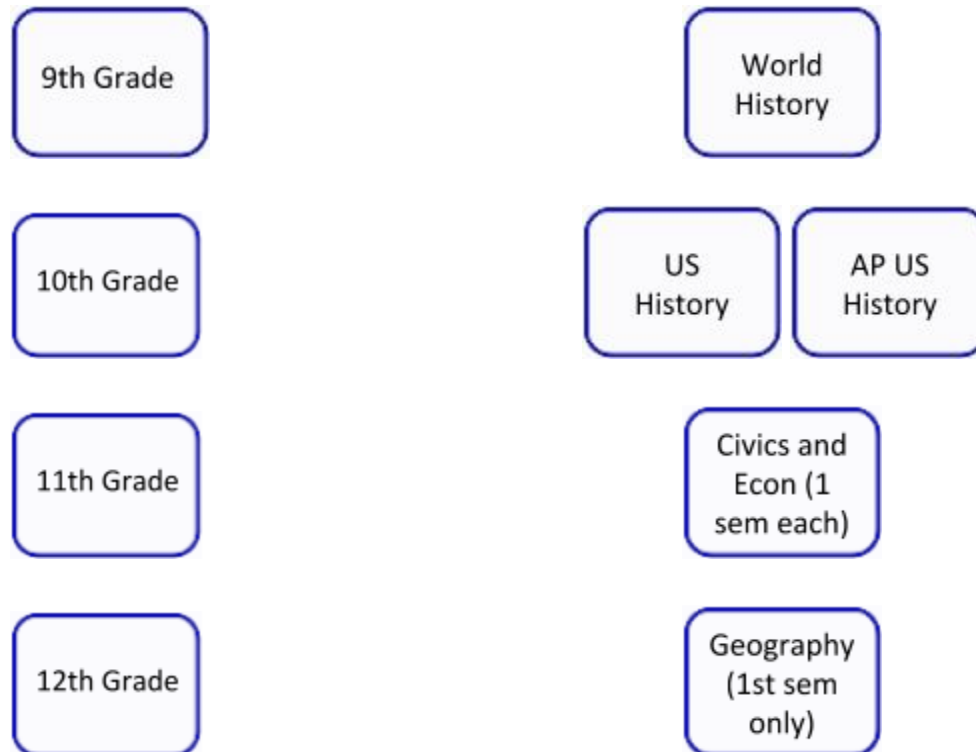 9th Grade
World
History
10th Grade
US
History
AP US
History
11th Grade
Civics and
Econ (1
sem each)
12th Grade
Geography
(1st sem
only)